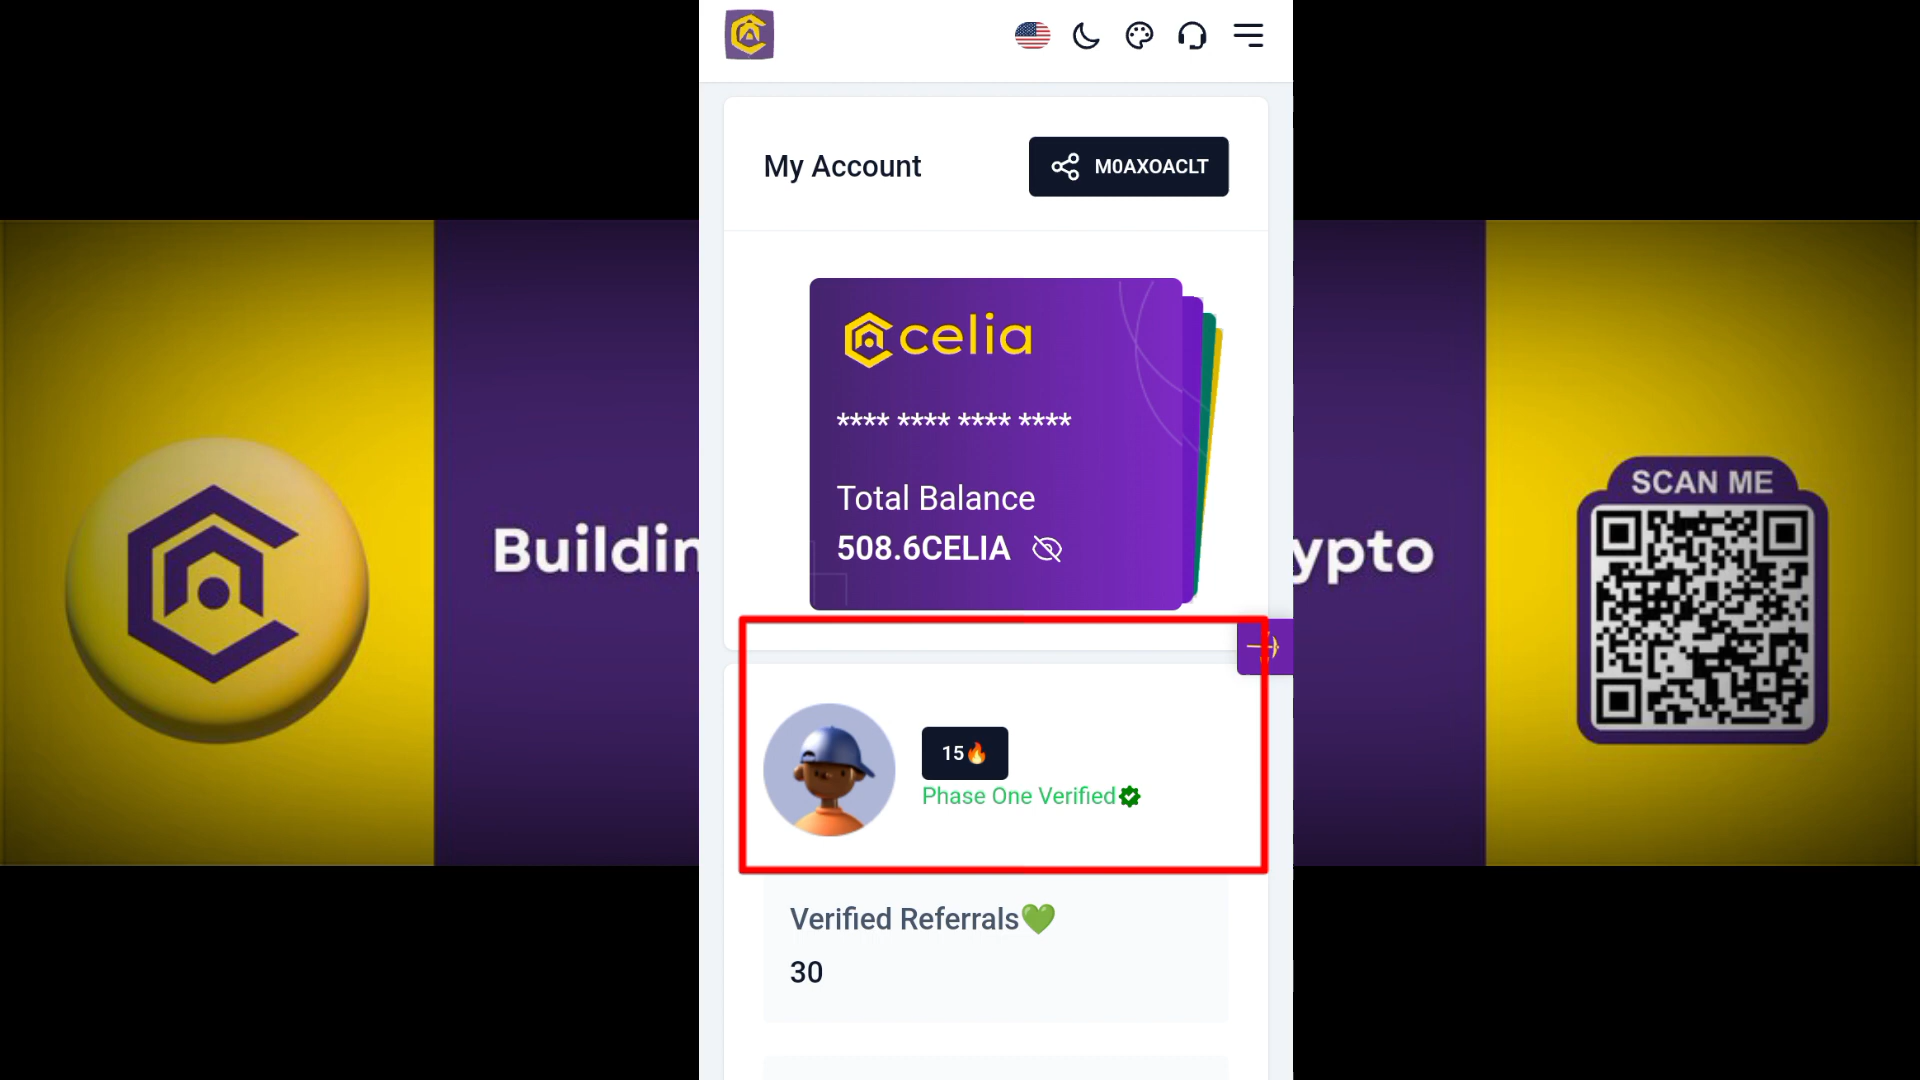 My Account
M0AXOACLT
celia
**** **** **** ****
Total Balance
508.6CELIA
15🔥
Phase One Verified
Verified Referrals💚
30
Buildin
ypto
SCAN ME